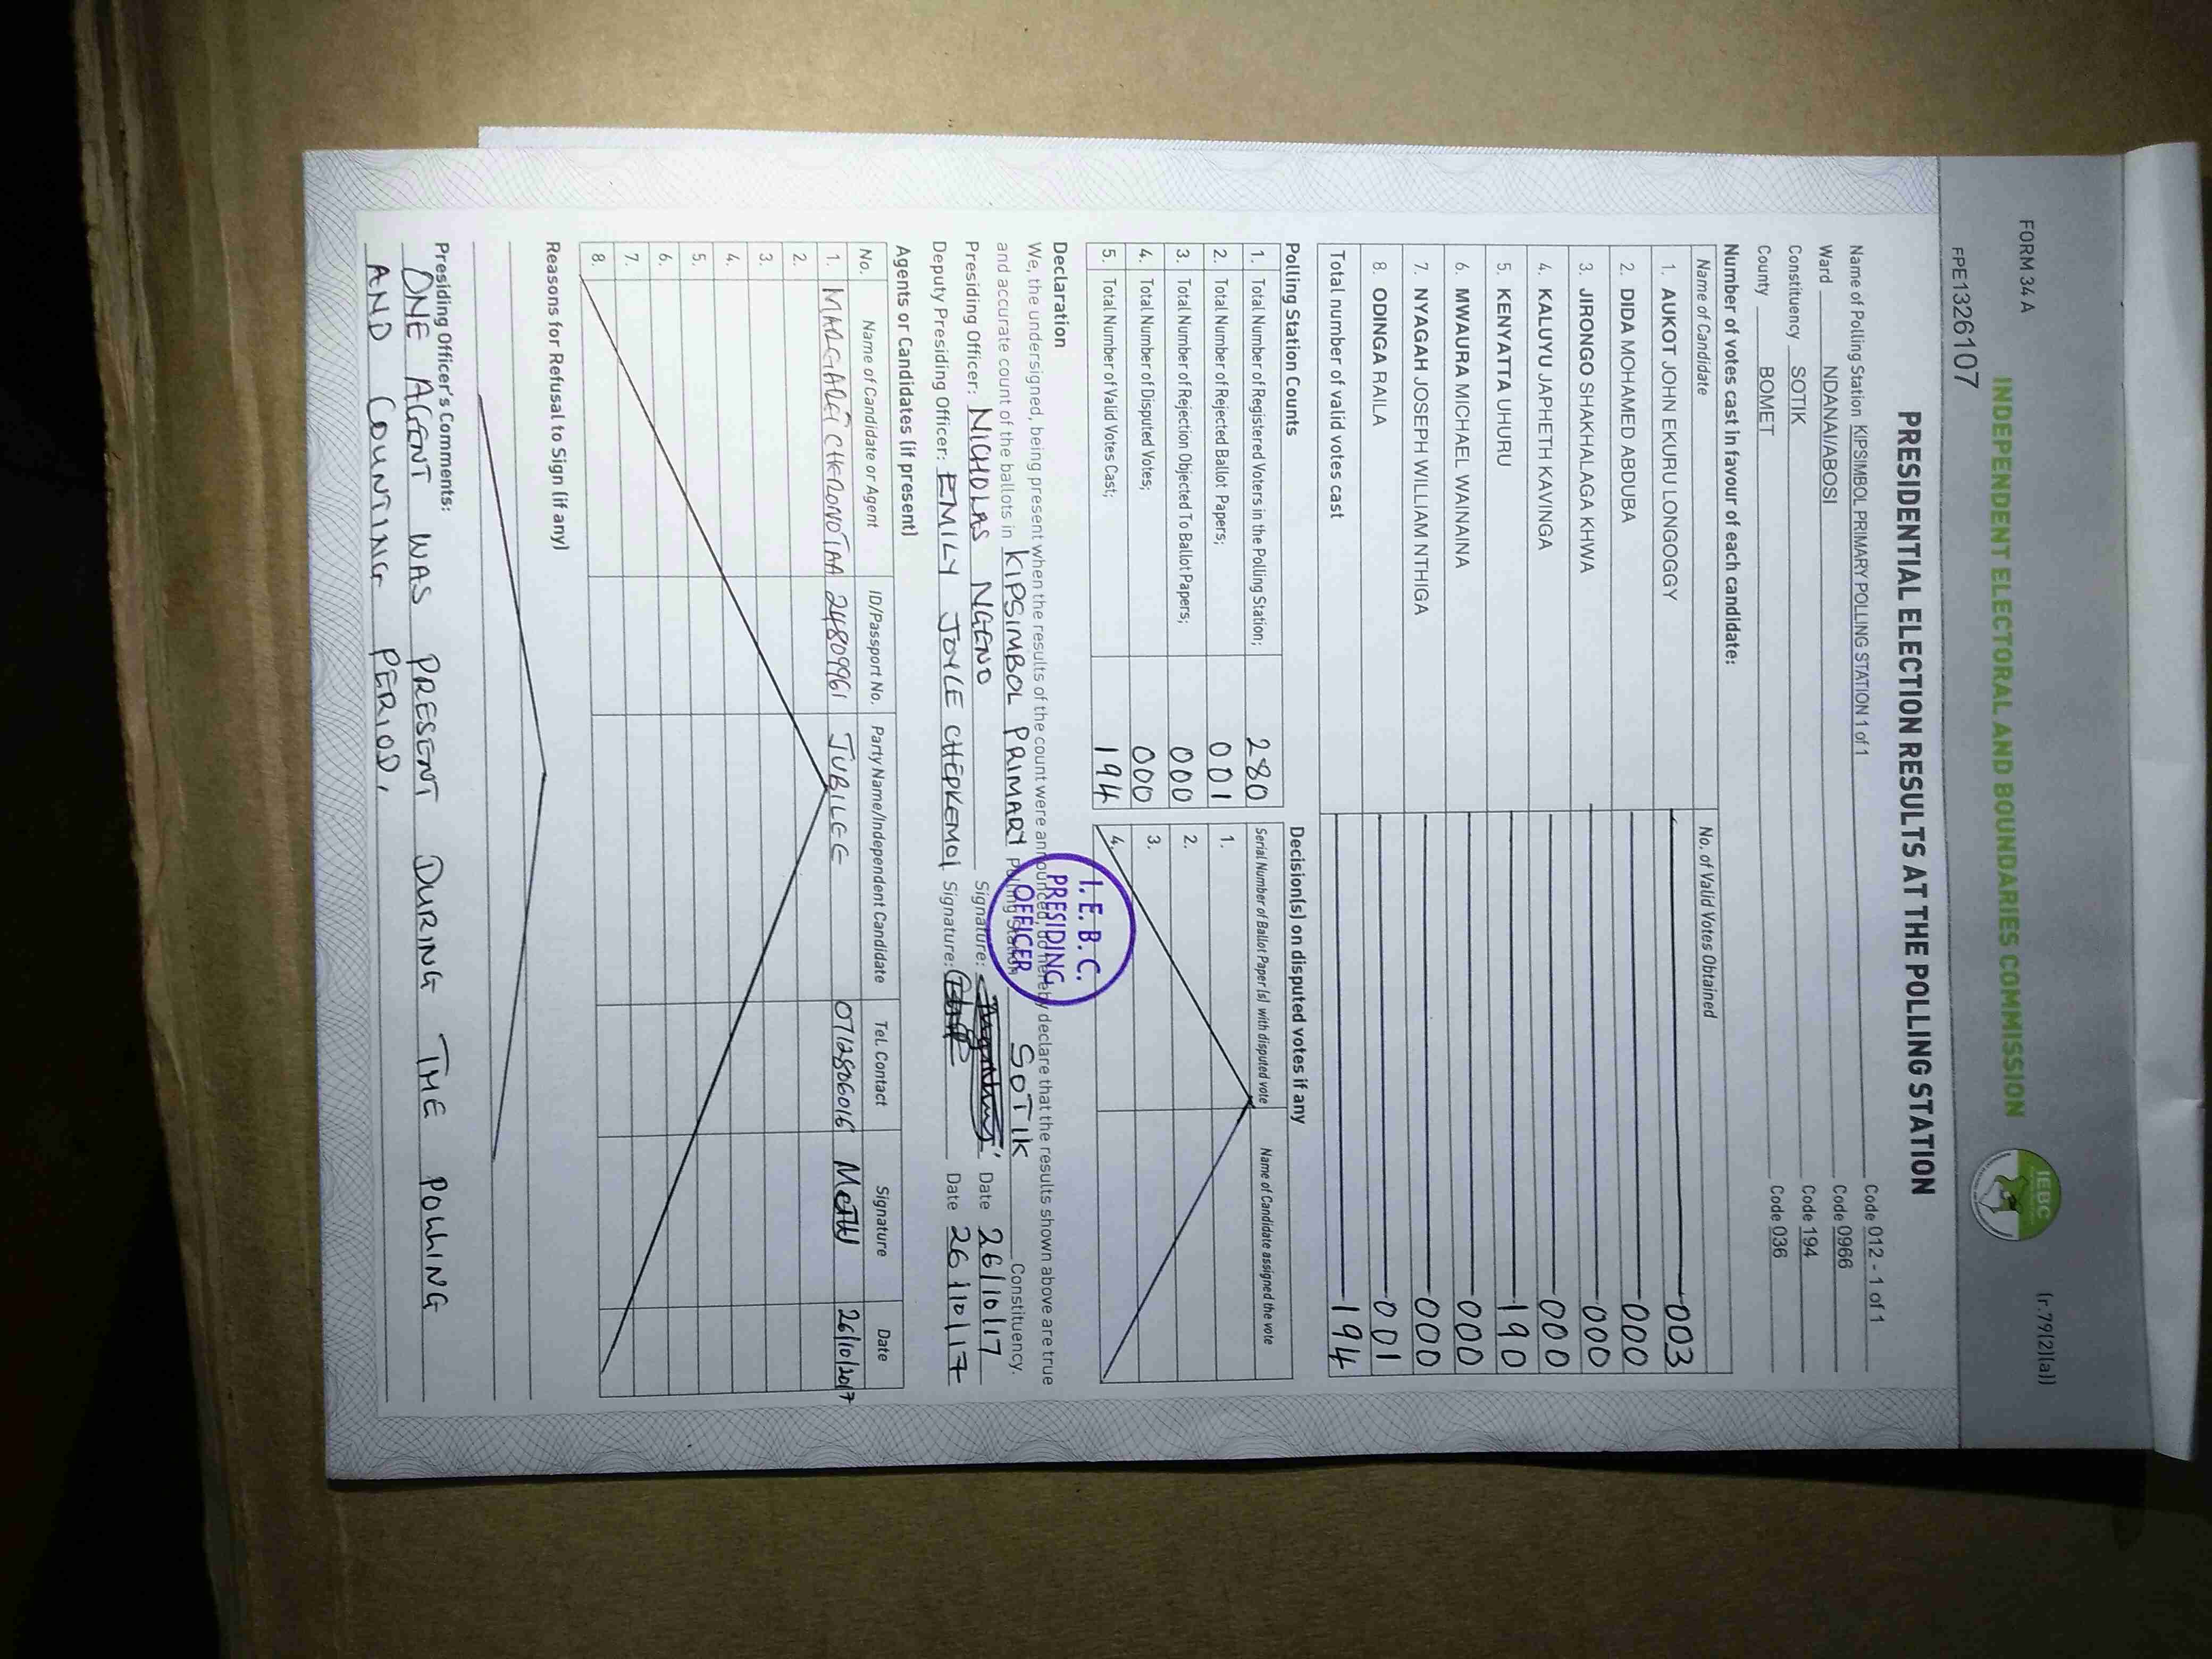 FORM 34 A
(r.79(2)(a))
INDEPENDENT ELECTORAL AND BOUNDARIES COMMISSION
IEBC
FPE1326107
PRESIDENTIAL ELECTION RESULTS AT THE POLLING STATION
Name of Polling Station KIPSIMBOL PRIMARY POLLING STATION 1 of 1 Code 012 - 1 of 1
Ward NDANAI/ABOSI Code 0966
Constituency SOTIK Code 194
County BOMET Code 036
Number of votes cast in favour of each candidate:
Name of Candidate No. of Valid Votes Obtained
1. AUKOT JOHN EKURU LONGOGGY 003
2. DIDA MOHAMED ABDUBA 000
3. JIRONGO SHAKHALAGA KHWA 000
4. KALUYU JAPHETH KAVINGA 000
5. KENYATTA UHURU 190
6. MWAURA MICHAEL WAINAINA 000
7. NYAGAH JOSEPH WILLIAM NTHIGA 000
8. ODINGA RAILA 001
Total number of valid votes cast 194
Polling Station Counts
1. Total Number of Registered Voters in the Polling Station; 280
2. Total Number of Rejected Ballot Papers; 001
3. Total Number of Rejection Objected To Ballot Papers; 000
4. Total Number of Disputed Votes; 000
5 Total Number of Valid Votes Cast; 194
Decision(s) on disputed votes if any
Serial Number of Ballot Paper (s) with disputed vote Name of Candidate assigned the vote
1.
2.
3.
4.
Declaration
We, the undersigned, being present when the results of the count were announced, do hereby declare that the results shown above are true
and accurate count of the ballots in KIPSIMBOL PRIMARY Polling Station SOTIK Constituency.
Presiding Officer: NICHOLAS NGENO Signature: Date 26/10/17
Deputy Presiding Officer: EMILY JOYCE CHEPKEMOI Signature: Date 26/10/17
I.E.B.C.
PRESIDING
OFFICER
Agents or Candidates (if present)
No. Name of Candidate or Agent ID/Passport No. Party Name/Independent Candidate Tel. Contact Signature Date
1. 24809961 JUBILEE 0712806016 26/10/2017
2.
3.
4.
5.
6.
7.
8.
Reasons for Refusal to Sign (if any)
Presiding Officer's Comments:
ONE AGENT WAS PRESENT DURING THE POLLING
AND COUNTING PERIOD.